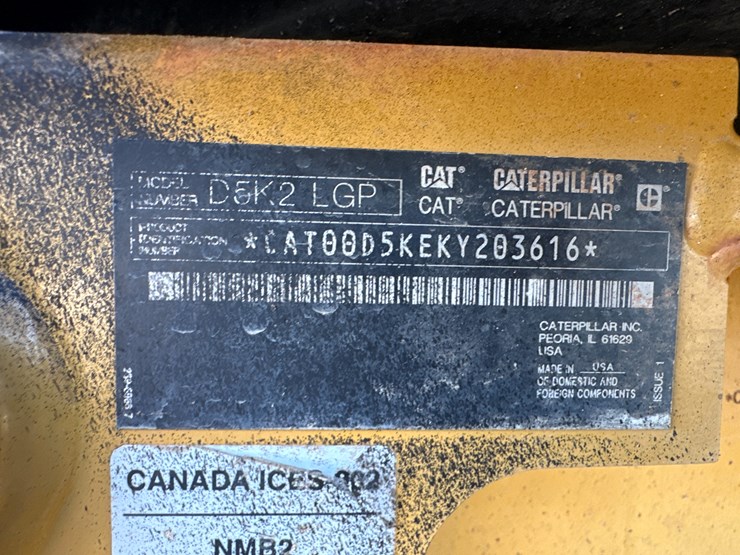 MODEL NUMBER D5K2 LGP
CAT® CATERPILLAR®
CAT® CATERPILLAR®
PRODUCT IDENTIFICATION NUMBER *CAT00D5KEKY203616*
CATERPILLAR INC.
PEORIA, IL 61629
USA
MADE IN USA
OF DOMESTIC AND
FOREIGN COMPONENTS
ISSUE 1
CANADA ICES-002
NMB2